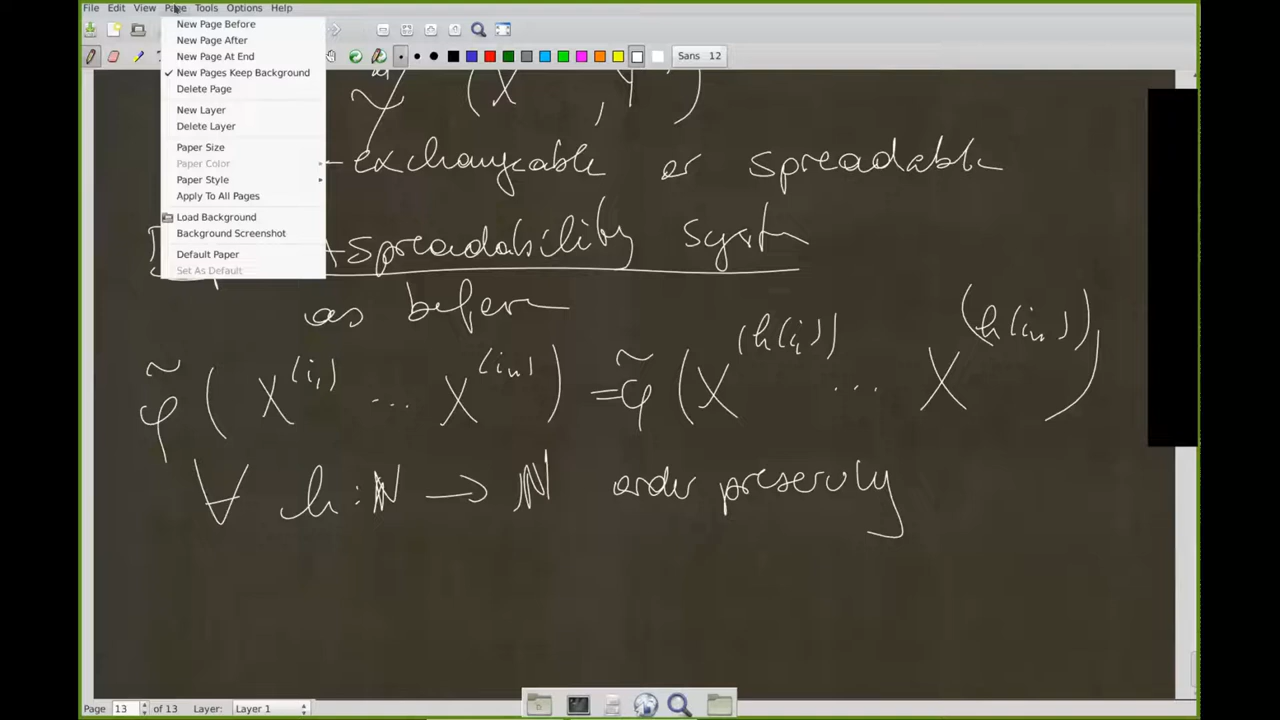 File Edit View Page Tools Options Help
New Page Before
New Page After
New Page At End
✓ New Pages Keep Background
Delete Page
New Layer
Delete Layer
Paper Size
Paper Color
Paper Style
Apply To All Pages
Load Background
Background Screenshot
Default Paper
Set As Default
Sans 12
(X , Y )
exchangeable or spreadable
spreadability system
as before
φ̃ ( X^(i₁) ... X^(iₙ) ) = φ̃ ( X^(h(i₁)) ... X^(h(iₙ)) )
∀ h : ℕ → ℕ order preserving
Page 13 of 13 Layer: Layer 1